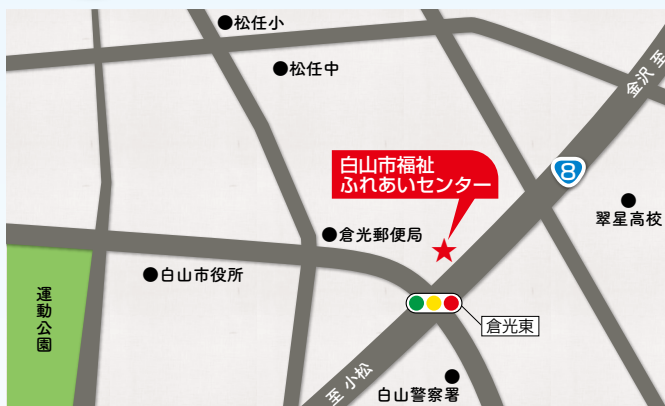 ●松任小
●松任中
金沢 至
白山市福祉
ふれあいセンター
8
翠星高校
●倉光郵便局
●白山市役所
運動公園
倉光東
至 小松
白山警察署